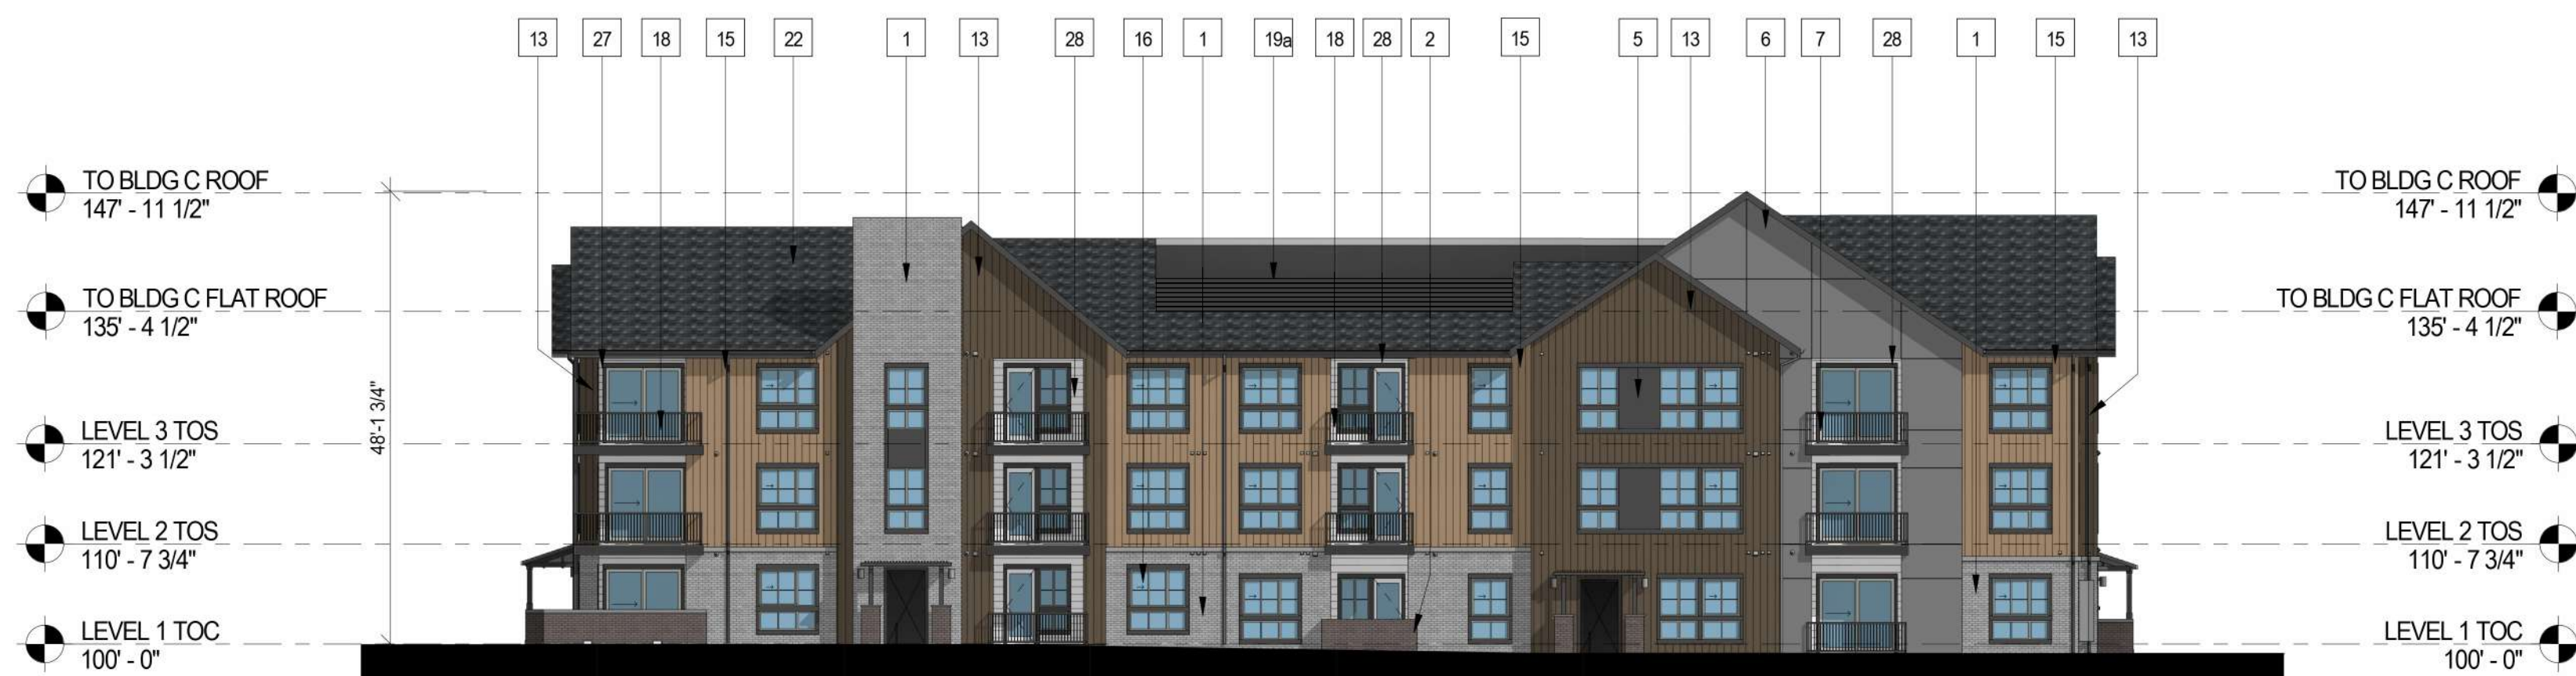 13 27 18 15 22 1 13 28 16 1 19a 18 28 2 15 5 13 6 7 28 1 15 13
TO BLDG C ROOF
147' - 11 1/2"
TO BLDG C FLAT ROOF
135' - 4 1/2"
LEVEL 3 TOS
121' - 3 1/2"
LEVEL 2 TOS
110' - 7 3/4"
LEVEL 1 TOC
100' - 0"
48'-1 3/4"
TO BLDG C ROOF
147' - 11 1/2"
TO BLDG C FLAT ROOF
135' - 4 1/2"
LEVEL 3 TOS
121' - 3 1/2"
LEVEL 2 TOS
110' - 7 3/4"
LEVEL 1 TOC
100' - 0"